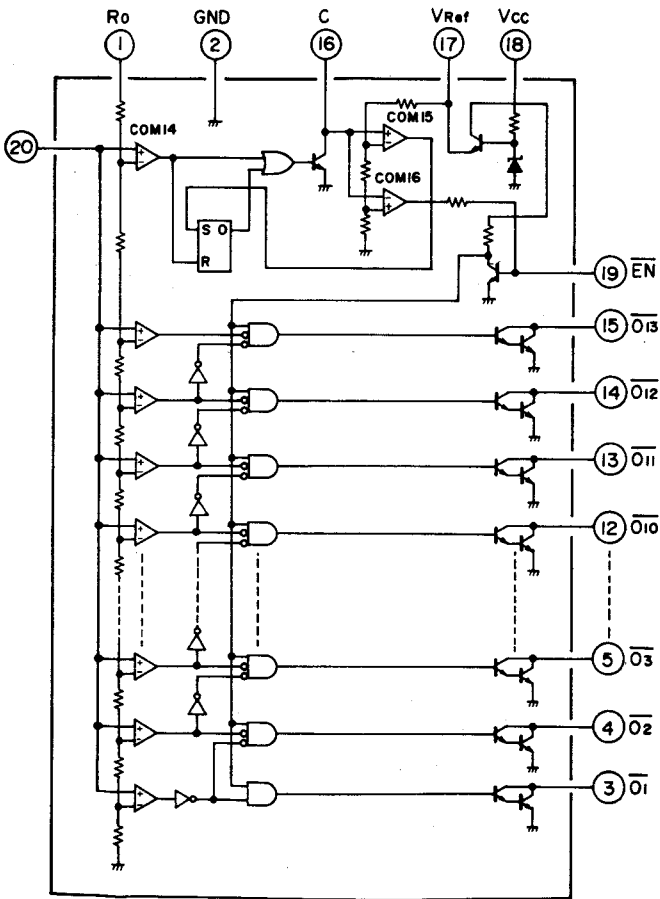 Ro GND C VRef Vcc
1 2 16 17 18
20
COM14
COM15
COM16
+
-
+
-
-
+
S O
R
19 EN
15 O13
14 O12
13 O11
12 O10
5 O3
4 O2
3 O1
+
-
+
-
+
-
+
-
+
-
+
-
+
-